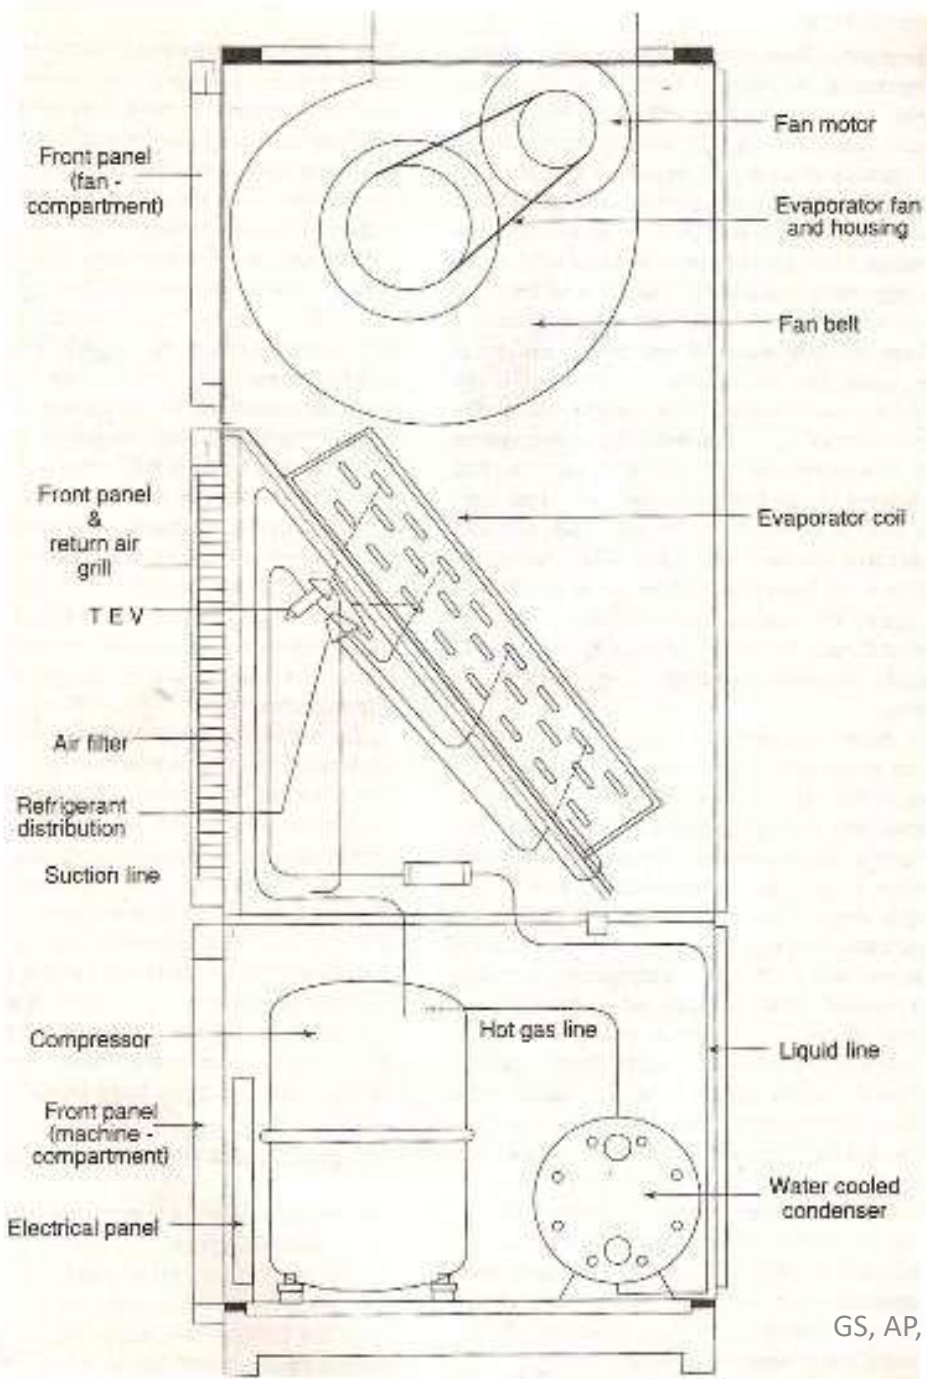 Fan motor
Front panel
(fan -
compartment)
Evaporator fan
and housing
Fan belt
Front panel
&
return air
grill
Evaporator coil
T E V
Air filter
Refrigerant
distribution
Suction line
Compressor
Hot gas line
Liquid line
Front panel
(machine -
compartment)
Water cooled
condenser
Electrical panel
GS, AP,